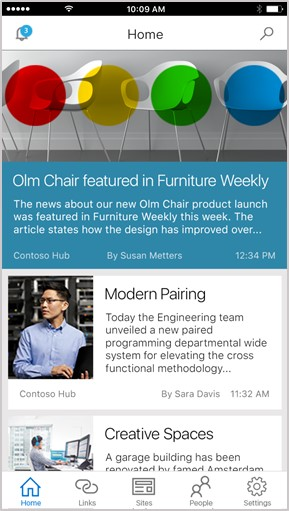 10:09 AM
3
Home
Olm Chair featured in Furniture Weekly
The news about our new Olm Chair product launch
was featured in Furniture Weekly this week. The
article states how the design has improved over...
Contoso Hub By Susan Metters 12:34 PM
Modern Pairing
Today the Engineering team
unveiled a new paired
programming departmental wide
system for elevating the cross
functional methodology...
Contoso Hub By Sara Davis 11:32 AM
Creative Spaces
A garage building has been
renovated by famed Amsterdam
Home Links Sites People Settings